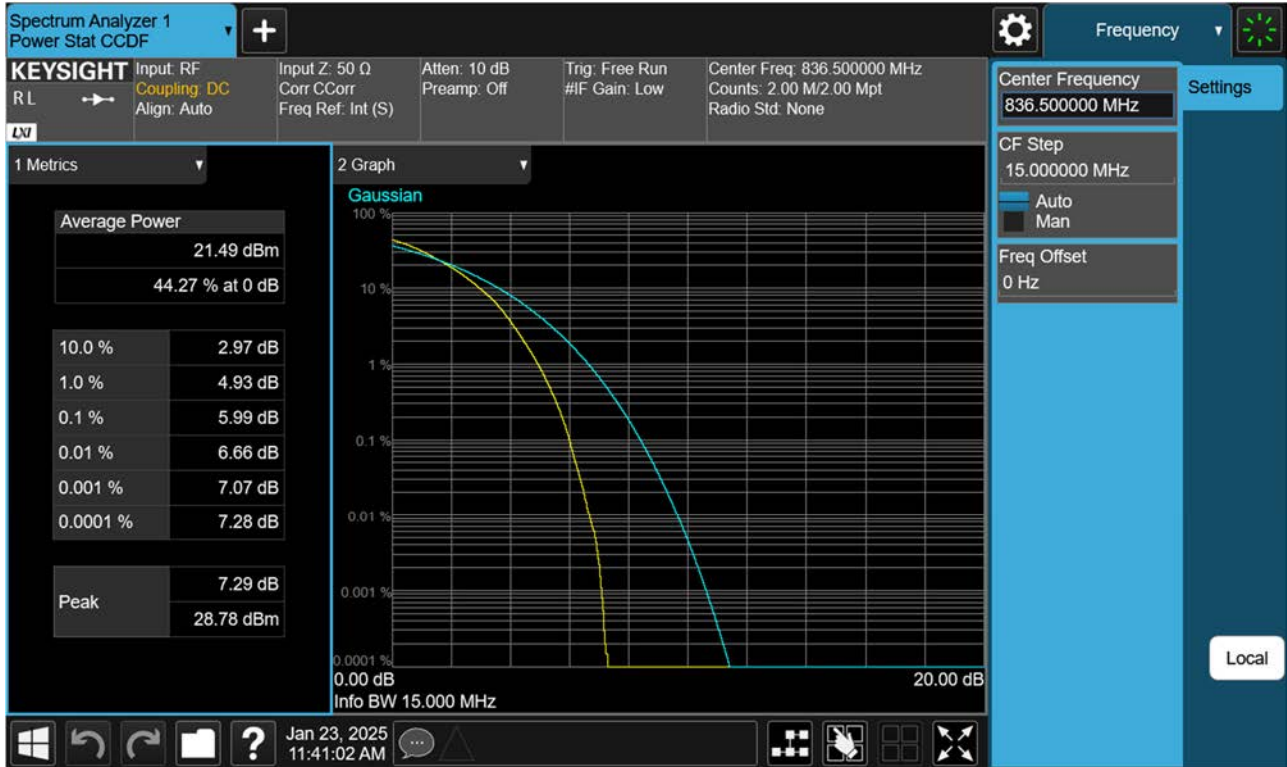 Spectrum Analyzer 1
Power Stat CCDF
+
Frequency
KEYSIGHT
R L
LXI
Input: RF
Coupling: DC
Align: Auto
Input Z: 50 Ω
Corr CCorr
Freq Ref: Int (S)
Atten: 10 dB
Preamp: Off
Trig: Free Run
#IF Gain: Low
Center Freq: 836.500000 MHz
Counts: 2.00 M/2.00 Mpt
Radio Std: None
Center Frequency
836.500000 MHz
Settings
CF Step
15.000000 MHz
Auto
Man
Freq Offset
0 Hz
Local
1 Metrics
Average Power
21.49 dBm
44.27 % at 0 dB
10.0 % 2.97 dB
1.0 % 4.93 dB
0.1 % 5.99 dB
0.01 % 6.66 dB
0.001 % 7.07 dB
0.0001 % 7.28 dB
Peak
7.29 dB
28.78 dBm
2 Graph
Gaussian
100 %
10 %
1 %
0.1 %
0.01 %
0.001 %
0.0001 %
0.00 dB 20.00 dB
Info BW 15.000 MHz
?
Jan 23, 2025
11:41:02 AM